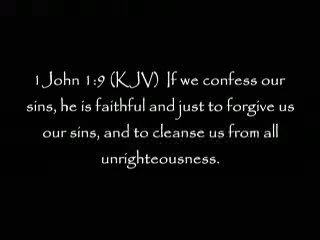 1 John 1:9 (KJV) If we confess our
sins, he is faithful and just to forgive us
our sins, and to cleanse us from all
unrighteousness.